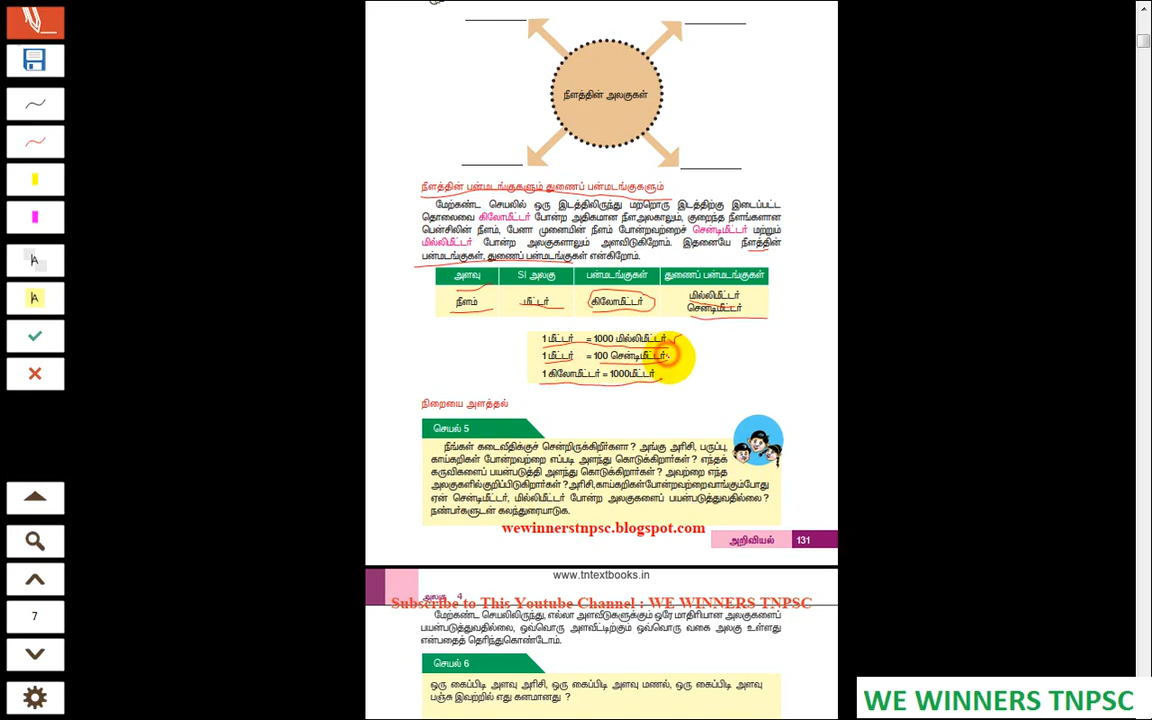 நீளத்தின் அலகுகள்
நீளத்தின் பன்மடங்குகளும் துணைப் பன்மடங்குகளும்
மேற்கண்ட செயலில் ஒரு இடத்திலிருந்து மற்றொரு இடத்திற்கு இடைப்பட்ட
தொலைவை கிலோமீட்டர் போன்ற அதிகமான நீளஅலகாலும், குறைந்த நீளங்களான
பென்சிலின் நீளம், பேனா முனையின் நீளம் போன்றவற்றைச் சென்டிமீட்டர் மற்றும்
மில்லிமீட்டர் போன்ற அலகுகளாலும் அளவிடுகிறோம். இதனையே நீளத்தின்
பன்மடங்குகள், துணைப் பன்மடங்குகள் என்கிறோம்.
அளவு SI அலகு பன்மடங்குகள் துணைப் பன்மடங்குகள்
நீளம் மீட்டர் கிலோமீட்டர் மில்லிமீட்டர்
சென்டிமீட்டர்
1 மீட்டர் = 1000 மில்லிமீட்டர்
1 மீட்டர் = 100 சென்டிமீட்டர்
1 கிலோமீட்டர் = 1000மீட்டர்
நிறையை அளத்தல்
செயல் 5
நீங்கள் கடைவீதிக்குச் சென்றிருக்கிறீர்களா ? அங்கு அரிசி, பருப்பு,
காய்கறிகள் போன்றவற்றை எப்படி அளந்து கொடுக்கிறார்கள் ? எந்தக்
கருவிகளைப் பயன்படுத்தி அளந்து கொடுக்கிறார்கள் ? அவற்றை எந்த
அலகுகளில்குறிப்பிடுகிறார்கள் ?அரிசி,காய்கறிகள்போன்றவற்றைவாங்கும்போது
ஏன் சென்டிமீட்டர், மில்லிமீட்டர் போன்ற அலகுகளைப் பயன்படுத்துவதில்லை ?
நண்பர்களுடன் கலந்துரையாடுக.
wewinnerstnpsc.blogspot.com
அறிவியல் 131
www.tntextbooks.in
அலகு 4
Subscribe to This Youtube Channel : WE WINNERS TNPSC
மேற்கண்ட செயலிலிருந்து, எல்லா அளவீடுகளுக்கும் ஒரே மாதிரியான அலகுகளைப்
பயன்படுத்துவதில்லை, ஒவ்வொரு அளவீட்டிற்கும் ஒவ்வொரு வகை அலகு உள்ளது
என்பதைத் தெரிந்துகொண்டோம்.
செயல் 6
ஒரு கைப்பிடி அளவு அரிசி, ஒரு கைப்பிடி அளவு மணல், ஒரு கைப்பிடி அளவு
பஞ்சு இவற்றில் எது கனமானது ?
7
WE WINNERS TNPSC